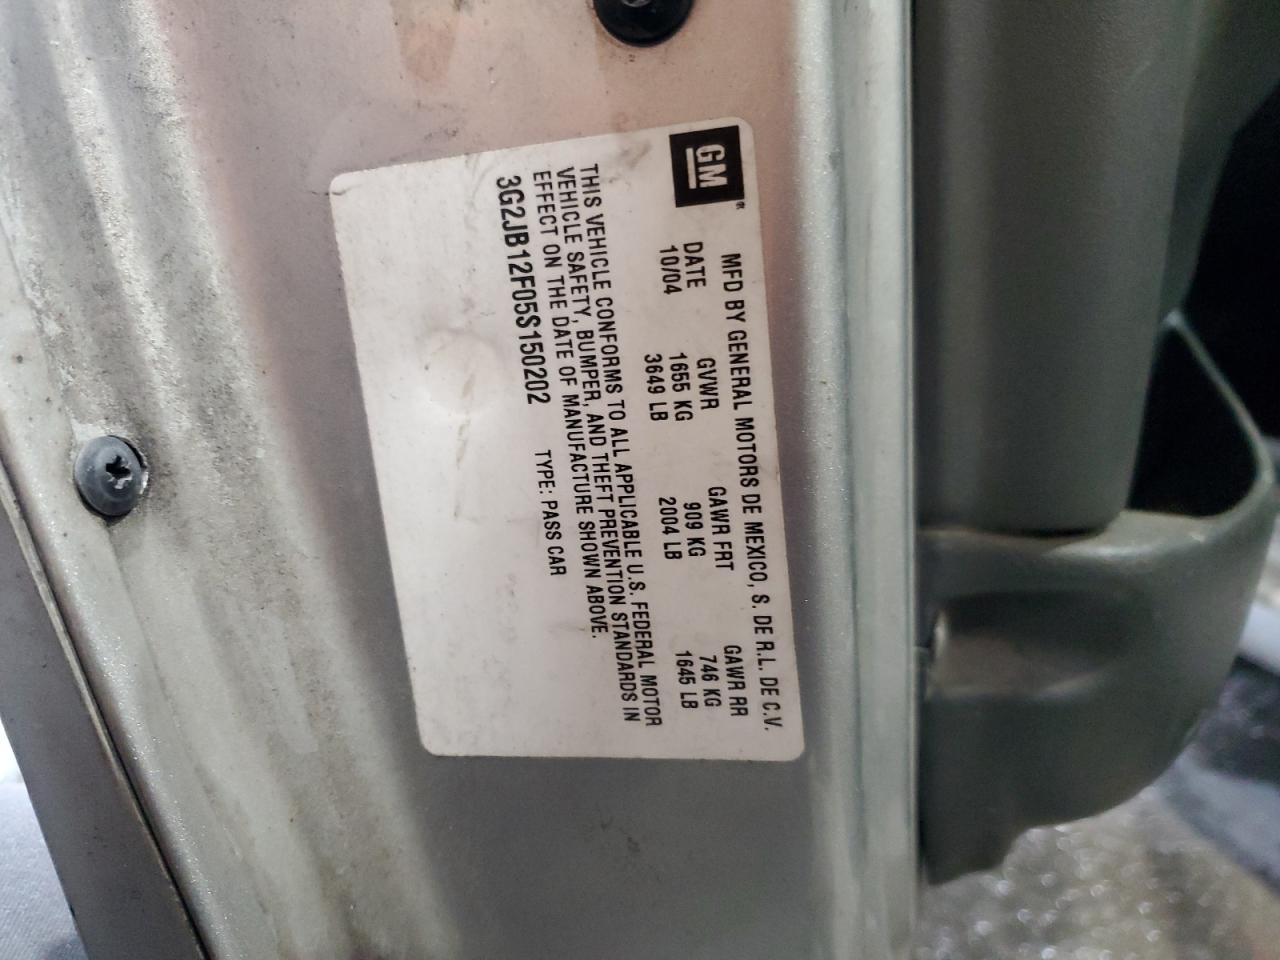 GM
MFD BY GENERAL MOTORS DE MEXICO, S. DE R.L. DE C.V.
DATE GVWR GAWR FRT GAWR RR
10/04 1655 KG 909 KG 746 KG
3649 LB 2004 LB 1645 LB
THIS VEHICLE CONFORMS TO ALL APPLICABLE U.S. FEDERAL MOTOR
VEHICLE SAFETY, BUMPER, AND THEFT PREVENTION STANDARDS IN
EFFECT ON THE DATE OF MANUFACTURE SHOWN ABOVE.
3G2JB12F05S150202 TYPE: PASS CAR